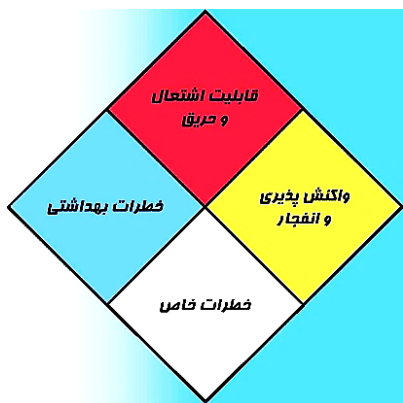 قابلیت اشتعال
و حریق
خطرات بهداشتی
واکنش پذیری
و انفجار
خطرات خاص